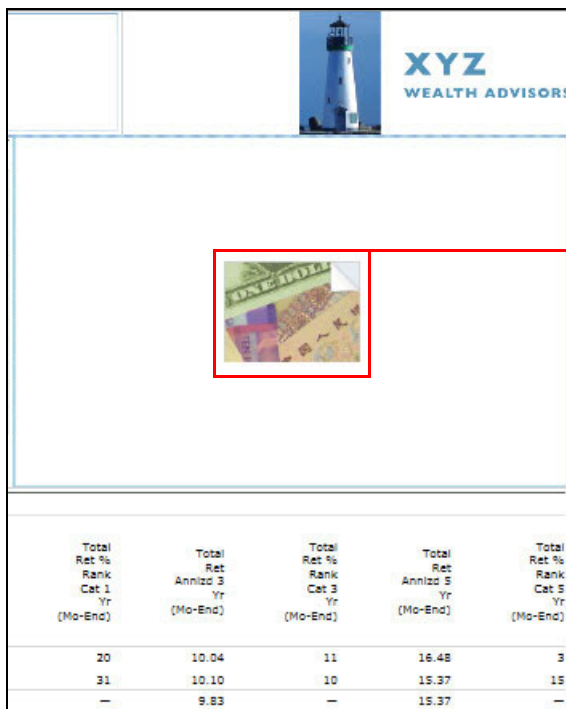 XYZ
WEALTH ADVISORS
ONE DOLL
Total Ret % Rank Cat 1 Yr (Mo-End)
Total Ret Annlzd 3 Yr (Mo-End)
Total Ret % Rank Cat 3 Yr (Mo-End)
Total Ret Annlzd 5 Yr (Mo-End)
Total Ret % Rank Cat 5 Yr (Mo-End)
20 10.04 11 16.48 3
31 10.10 10 15.37 15
— 9.83 — 15.37 —